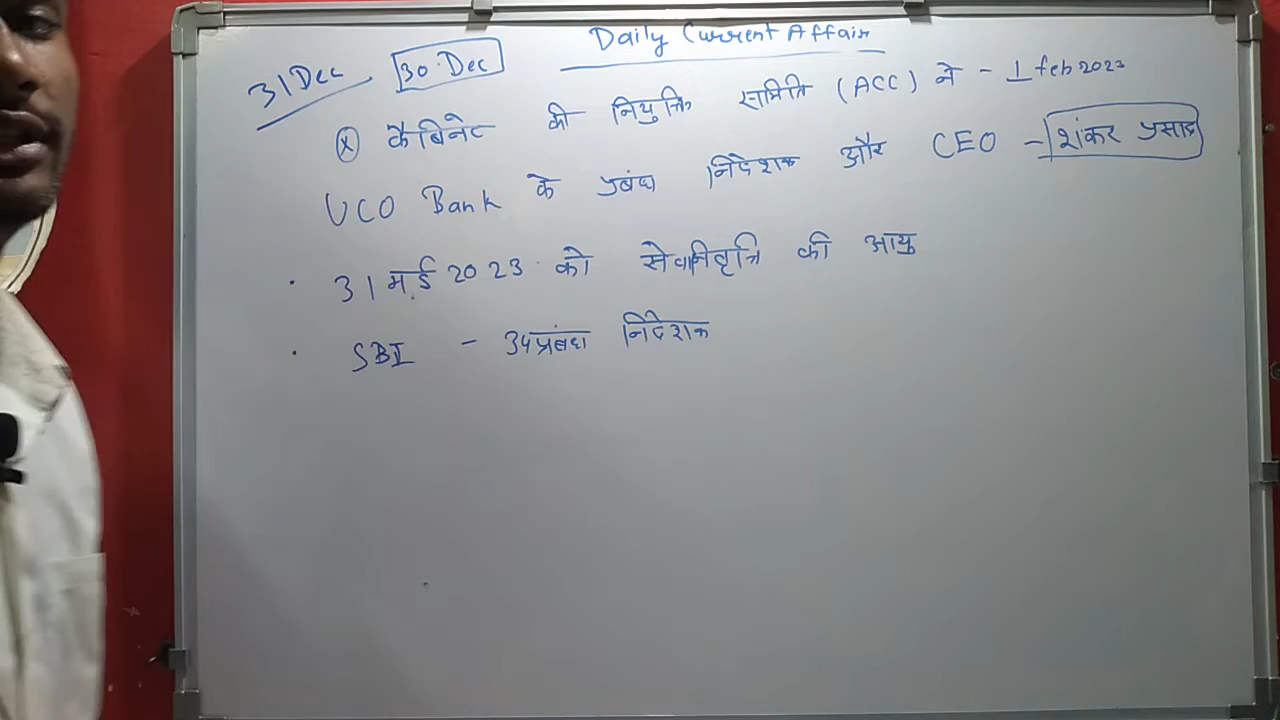 Daily Current Affair
31 Dec 30 Dec
कैबिनेट की नियुक्ति समिति (ACC) ने - 1 feb 2023
UCO Bank के प्रबंध निदेशक और CEO - शंकर प्रसाद
31 मई 2023 को सेवानिवृत्ति की आयु
SBI - उपप्रबंध निदेशक